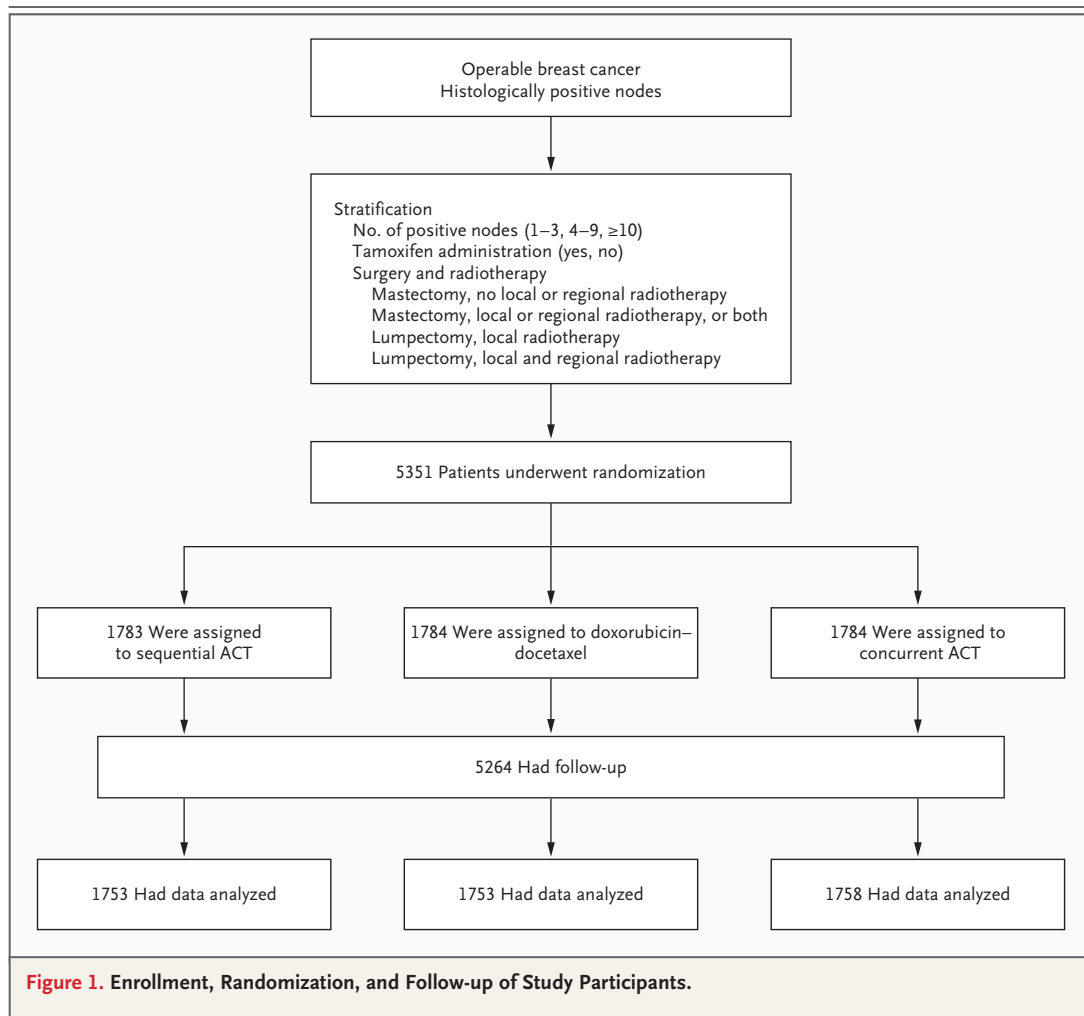 Operable breast cancer
Histologically positive nodes
Stratification
No. of positive nodes (1–3, 4–9, ≥10)
Tamoxifen administration (yes, no)
Surgery and radiotherapy
Mastectomy, no local or regional radiotherapy
Mastectomy, local or regional radiotherapy, or both
Lumpectomy, local radiotherapy
Lumpectomy, local and regional radiotherapy
5351 Patients underwent randomization
1783 Were assigned
to sequential ACT
1784 Were assigned to doxorubicin–
docetaxel
1784 Were assigned to
concurrent ACT
5264 Had follow-up
1753 Had data analyzed
1753 Had data analyzed
1758 Had data analyzed
Figure 1. Enrollment, Randomization, and Follow-up of Study Participants.